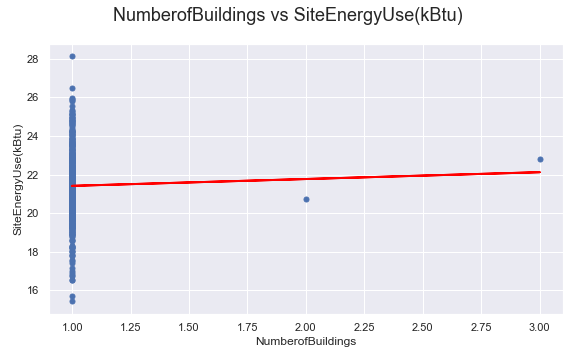 NumberofBuildings vs SiteEnergyUse(kBtu)
28
26
24
22
20
18
16
SiteEnergyUse(kBtu)
1.00 1.25 1.50 1.75 2.00 2.25 2.50 2.75 3.00
NumberofBuildings